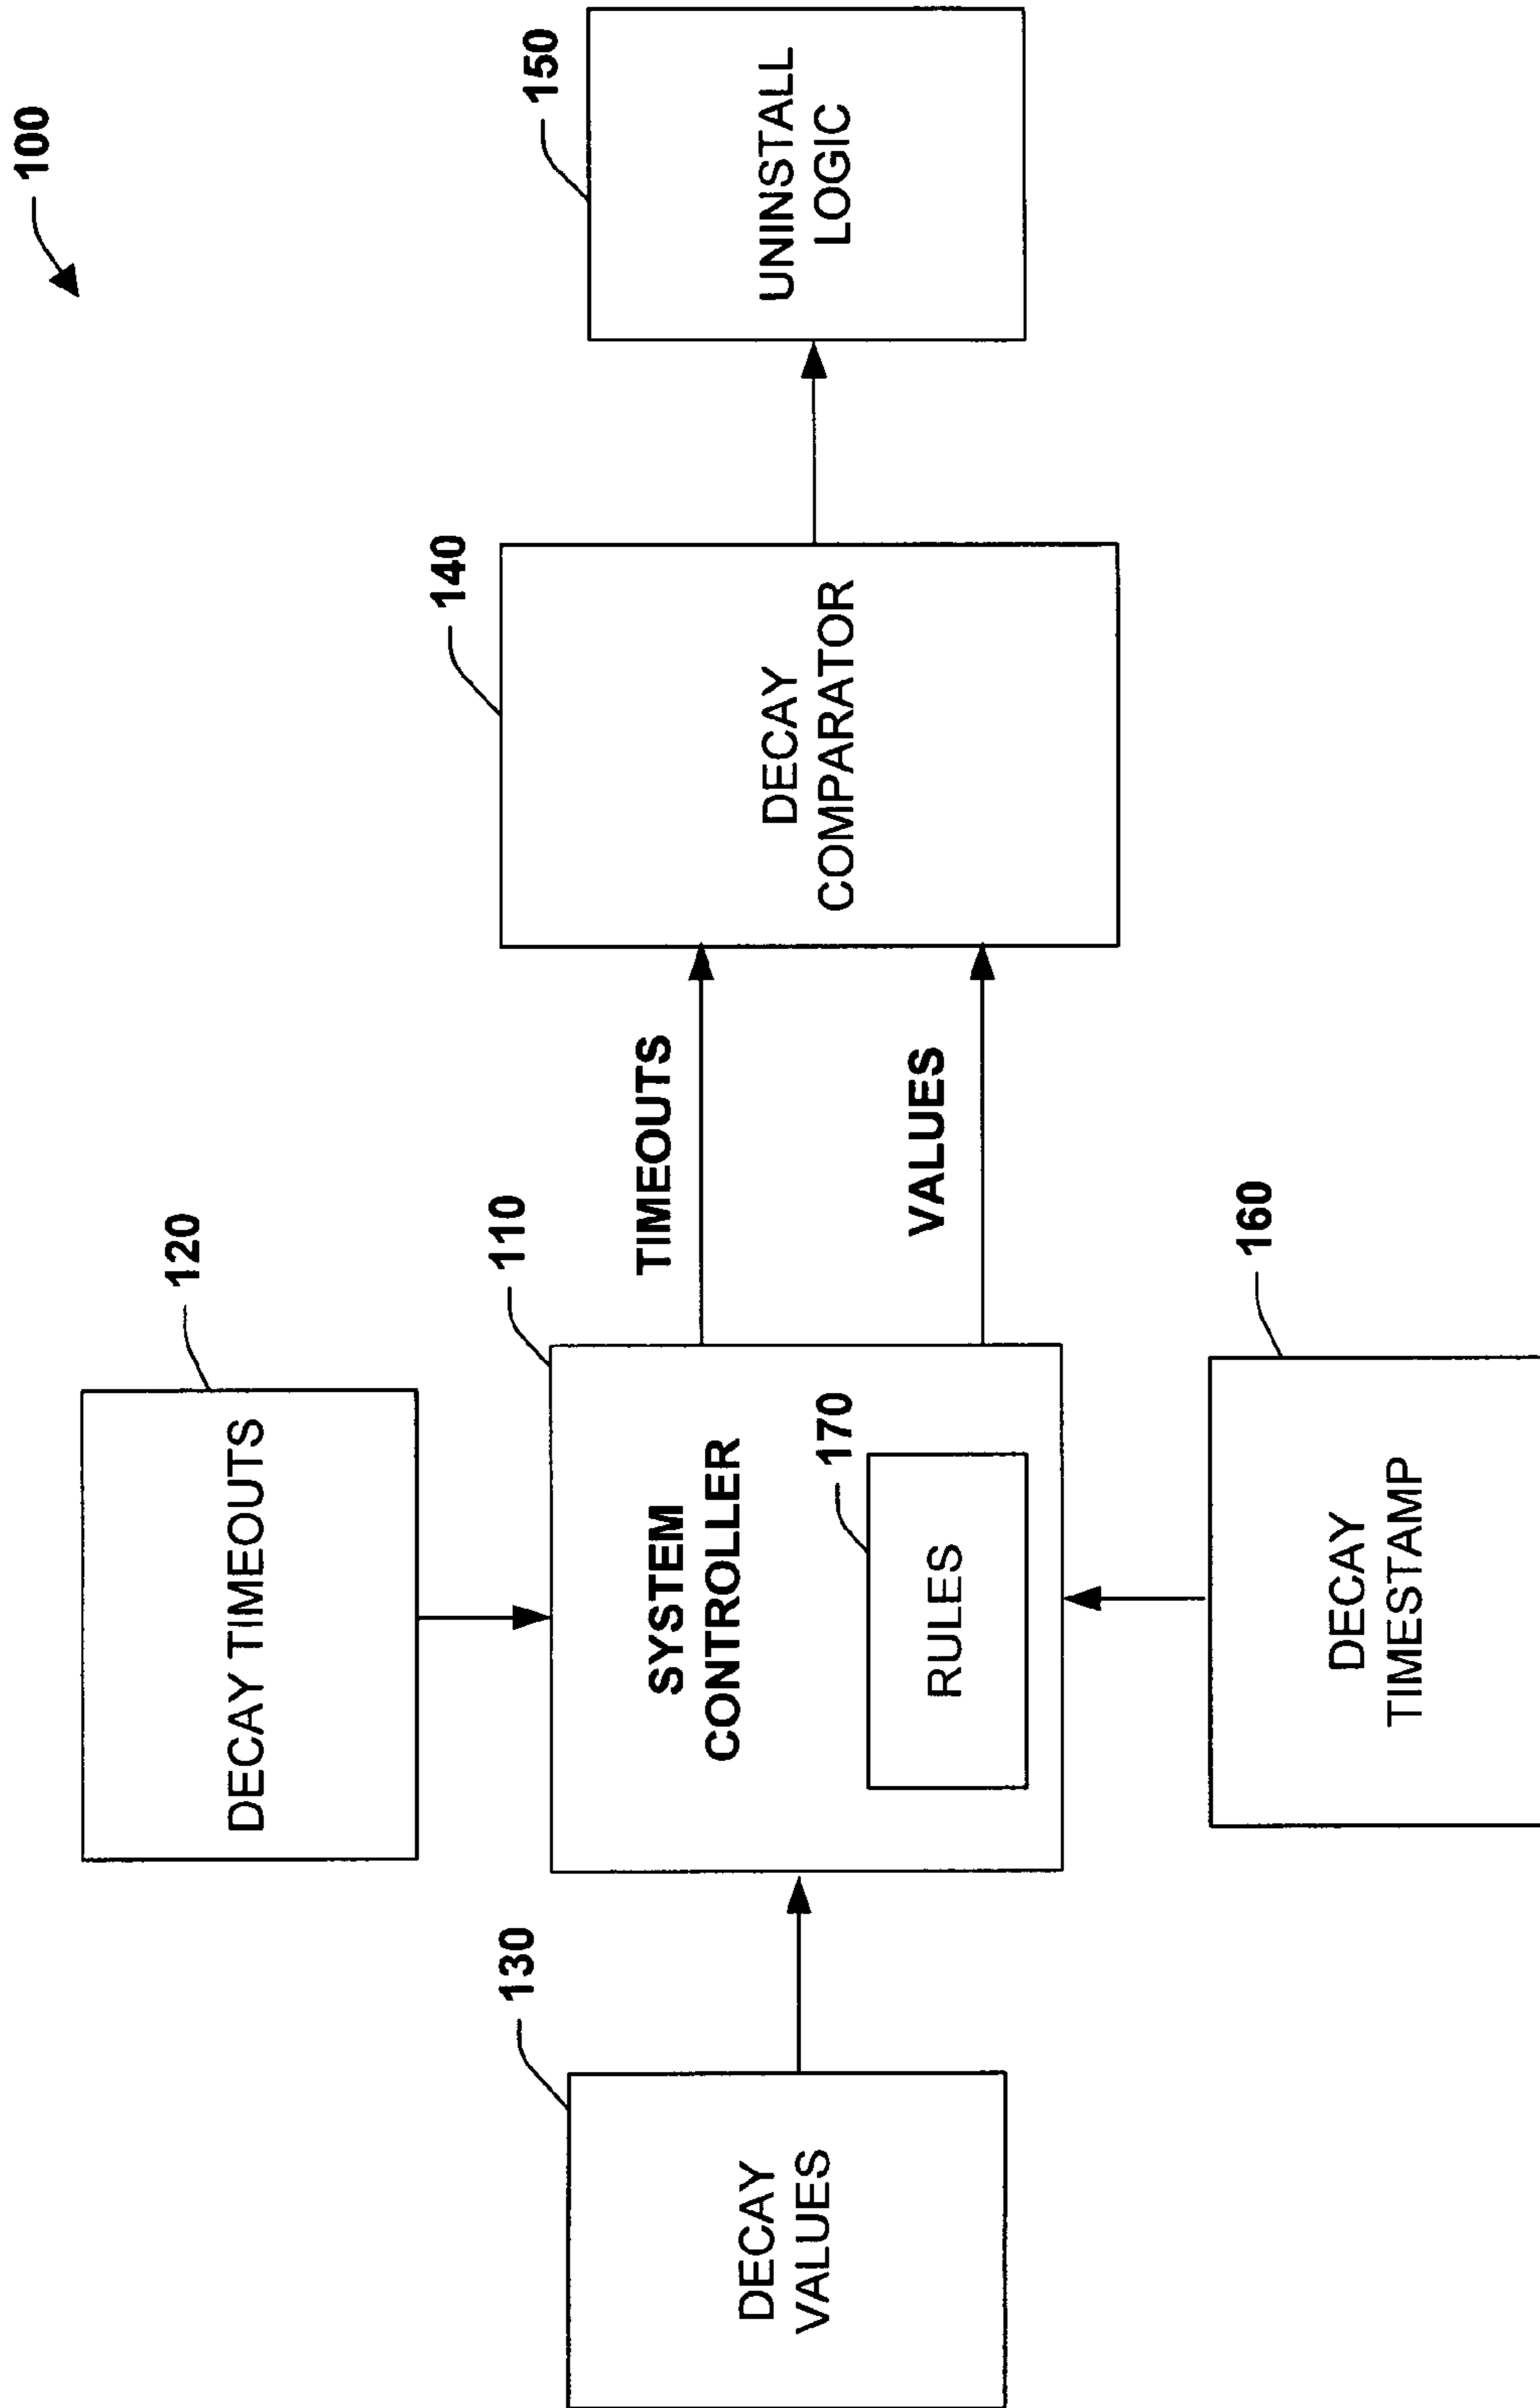 100
120
DECAY TIMEOUTS
130
DECAY
VALUES
110
SYSTEM
CONTROLLER
170
RULES
TIMEOUTS
VALUES
140
DECAY
COMPARATOR
150
UNINSTALL
LOGIC
160
DECAY
TIMESTAMP